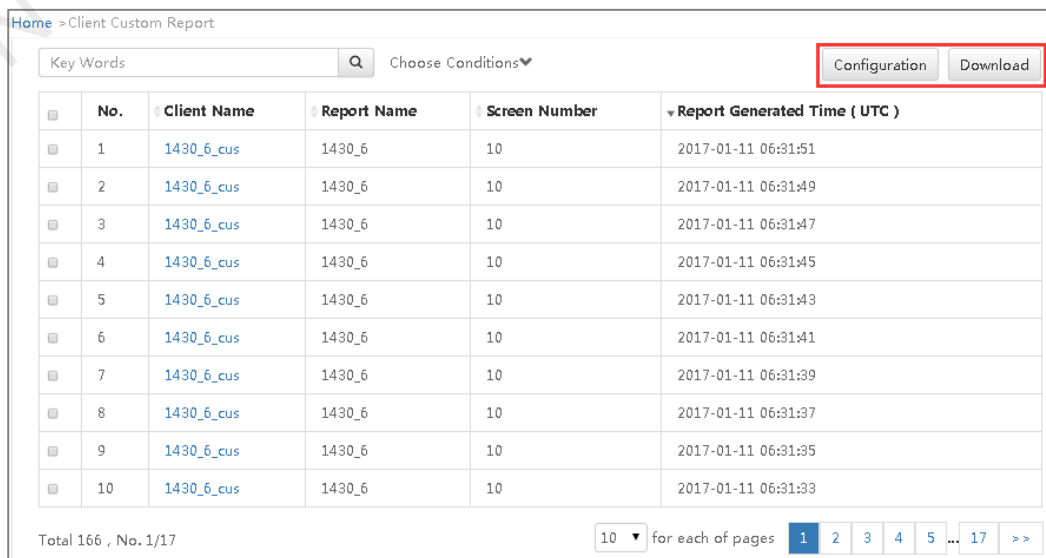 Home >Client Custom Report
Key Words Choose Conditions Configuration Download
No. Client Name Report Name Screen Number Report Generated Time ( UTC )
1 1430_6_cus 1430_6 10 2017-01-11 06:31:51
2 1430_6_cus 1430_6 10 2017-01-11 06:31:49
3 1430_6_cus 1430_6 10 2017-01-11 06:31:47
4 1430_6_cus 1430_6 10 2017-01-11 06:31:45
5 1430_6_cus 1430_6 10 2017-01-11 06:31:43
6 1430_6_cus 1430_6 10 2017-01-11 06:31:41
7 1430_6_cus 1430_6 10 2017-01-11 06:31:39
8 1430_6_cus 1430_6 10 2017-01-11 06:31:37
9 1430_6_cus 1430_6 10 2017-01-11 06:31:35
10 1430_6_cus 1430_6 10 2017-01-11 06:31:33
Total 166 , No. 1/17 10 for each of pages 1 2 3 4 5 ... 17 >>